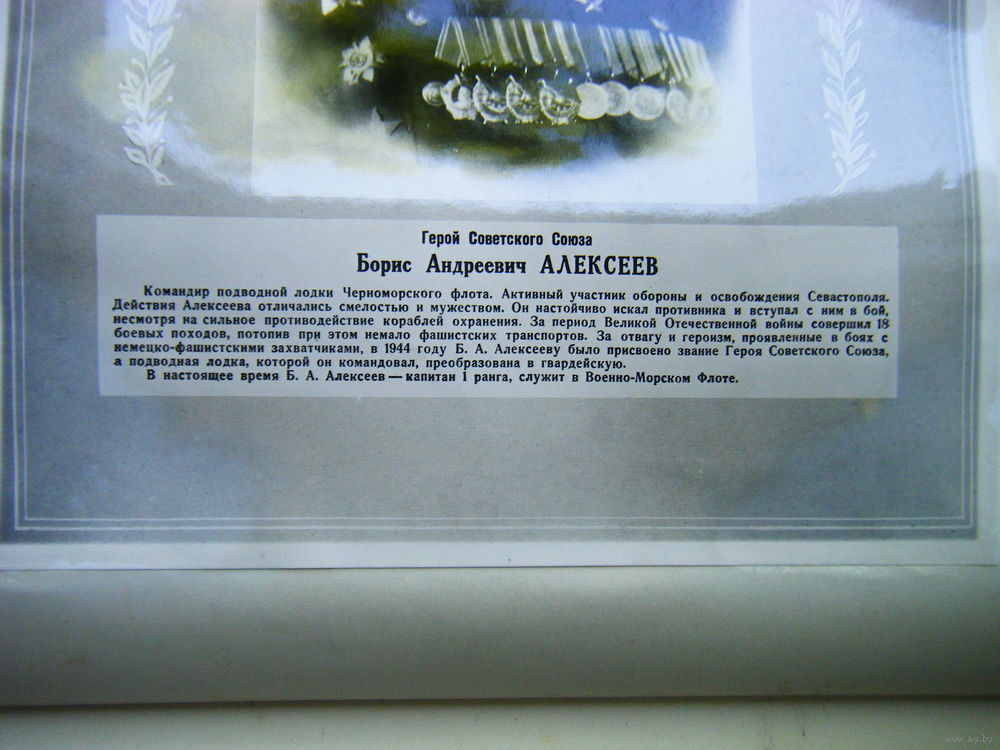 Герой Советского Союза
Борис Андреевич АЛЕКСЕЕВ
Командир подводной лодки Черноморского флота. Активный участник обороны и освобождения Севастополя.
Действия Алексеева отличались смелостью и мужеством. Он настойчиво искал противника и вступал с ним в бой,
несмотря на сильное противодействие кораблей охранения. За период Великой Отечественной войны совершил 18
боевых походов, потопив при этом немало фашистских транспортов. За отвагу и героизм, проявленные в боях с
немецко-фашистскими захватчиками, в 1944 году Б. А. Алексееву было присвоено звание Героя Советского Союза,
а подводная лодка, которой он командовал, преобразована в гвардейскую.
В настоящее время Б. А. Алексеев — капитан 1 ранга, служит в Военно-Морском Флоте.
www.ay.by